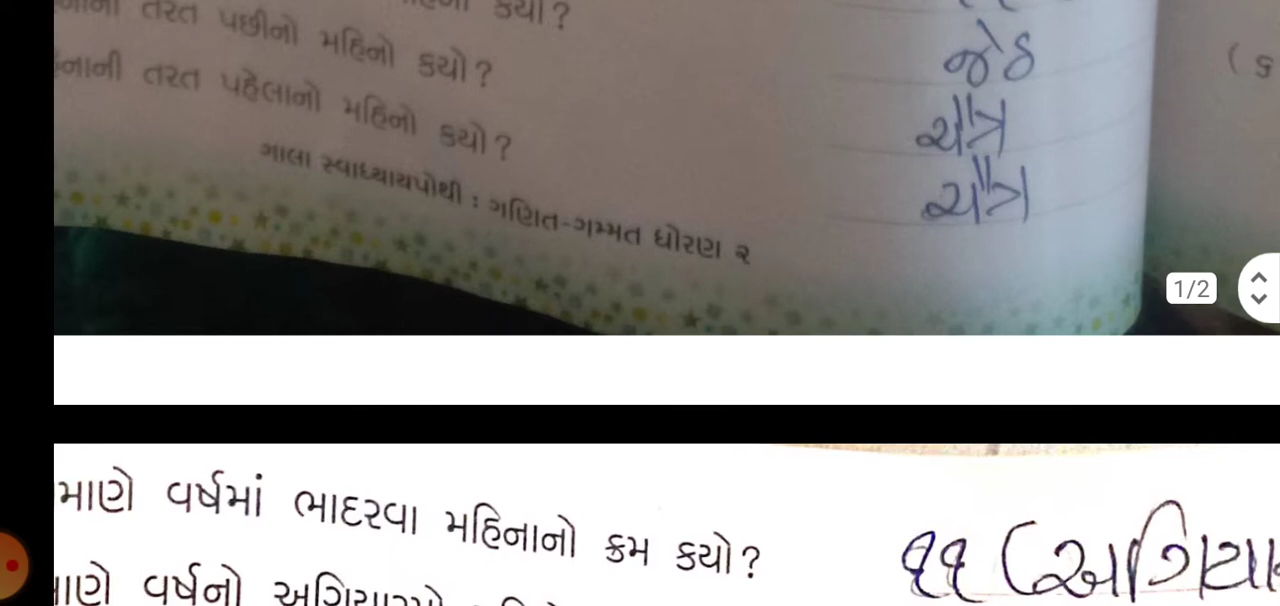 કયો?
જેઠ
તરત પછીનો મહિનો કયો?
ચૈત્ર
તરત પહેલાનો મહિનો કયો?
ચૈત્ર
ગાલા સ્વાધ્યાયપોથી : ગણિત-ગમ્મત ધોરણ ૨
1/2
વર્ષમાં ભાદરવા મહિનાનો ક્રમ કયો?
૧૧ (અગિયા
વર્ષનો